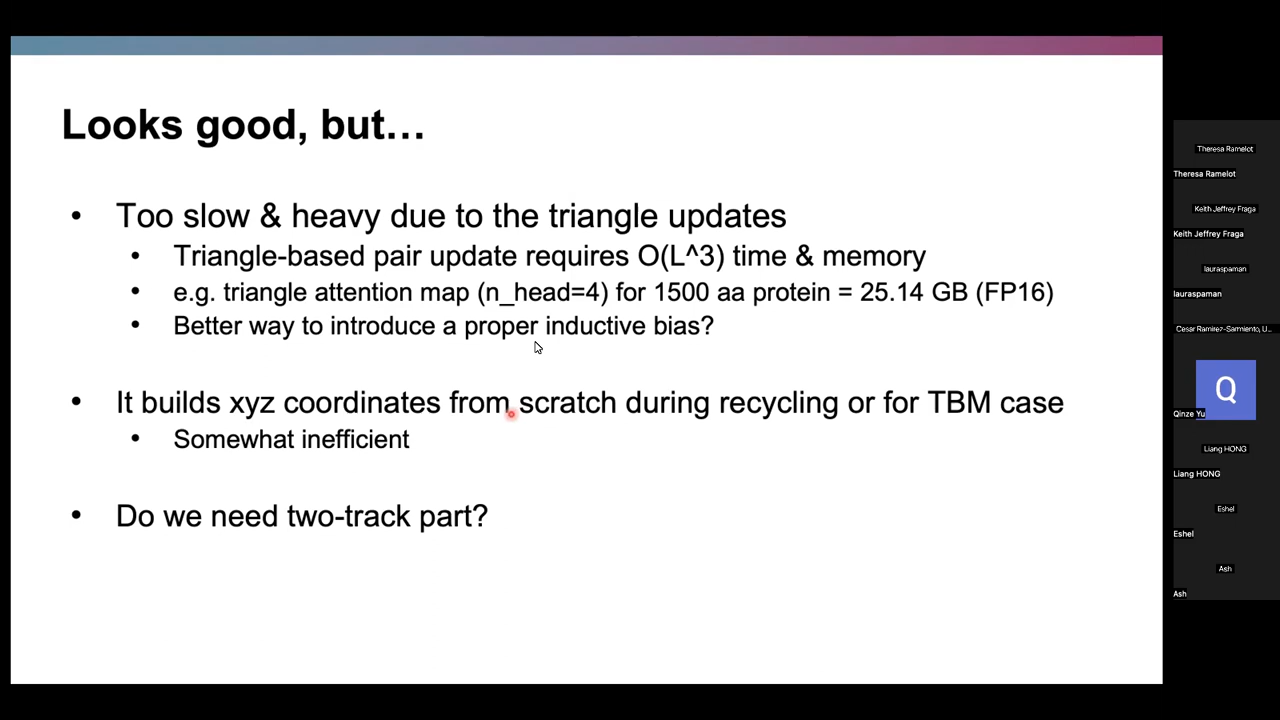 Looks good, but…
• Too slow & heavy due to the triangle updates
• Triangle-based pair update requires O(L^3) time & memory
• e.g. triangle attention map (n_head=4) for 1500 aa protein = 25.14 GB (FP16)
• Better way to introduce a proper inductive bias?
• It builds xyz coordinates from scratch during recycling or for TBM case
• Somewhat inefficient
• Do we need two-track part?
Theresa Ramelot
Theresa Ramelot
Keith Jeffrey Fraga
Keith Jeffrey Fraga
lauraspaman
lauraspaman
Cesar Ramírez-Sarmiento, U...
Q
Qinze Yu
Liang HONG
Liang HONG
Eshel
Eshel
Ash
Ash